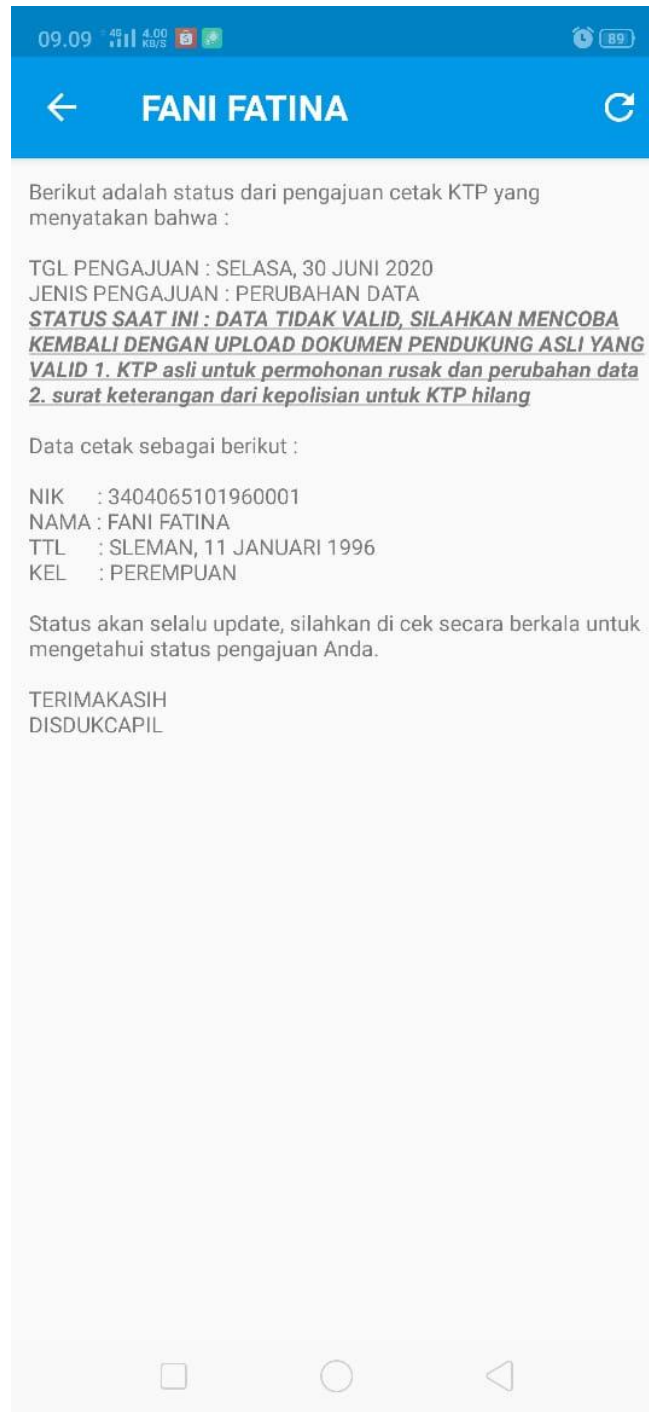 09.09 4G 4.00 KB/S 89
FANI FATINA
Berikut adalah status dari pengajuan cetak KTP yang
menyatakan bahwa :
TGL PENGAJUAN : SELASA, 30 JUNI 2020
JENIS PENGAJUAN : PERUBAHAN DATA
STATUS SAAT INI : DATA TIDAK VALID, SILAHKAN MENCOBA
KEMBALI DENGAN UPLOAD DOKUMEN PENDUKUNG ASLI YANG
VALID 1. KTP asli untuk permohonan rusak dan perubahan data
2. surat keterangan dari kepolisian untuk KTP hilang
Data cetak sebagai berikut :
NIK : 3404065101960001
NAMA : FANI FATINA
TTL : SLEMAN, 11 JANUARI 1996
KEL : PEREMPUAN
Status akan selalu update, silahkan di cek secara berkala untuk
mengetahui status pengajuan Anda.
TERIMAKASIH
DISDUKCAPIL